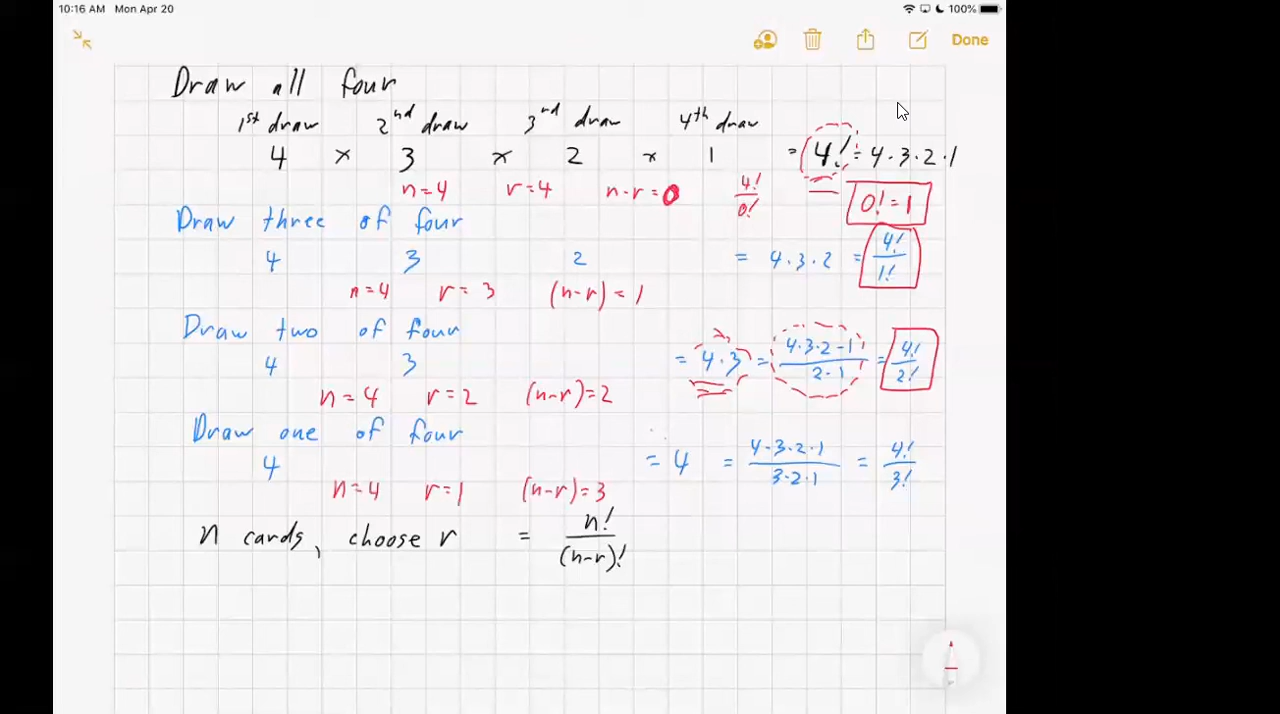 10:16 AM Mon Apr 20 100%
Done
Draw all four
1st draw 2nd draw 3rd draw 4th draw
4 × 3 × 2 × 1 = 4! = 4·3·2·1
n=4 r=4 n-r=0 4!/0! 0!=1
Draw three of four
4 3 2 = 4·3·2 = 4!/1!
n=4 r=3 (n-r)=1
Draw two of four
4 3 = 4·3 = 4·3·2·1/2·1 = 4!/2!
n=4 r=2 (n-r)=2
Draw one of four
4 = 4 = 4·3·2·1/3·2·1 = 4!/3!
n=4 r=1 (n-r)=3
n cards, choose r = n!/(n-r)!